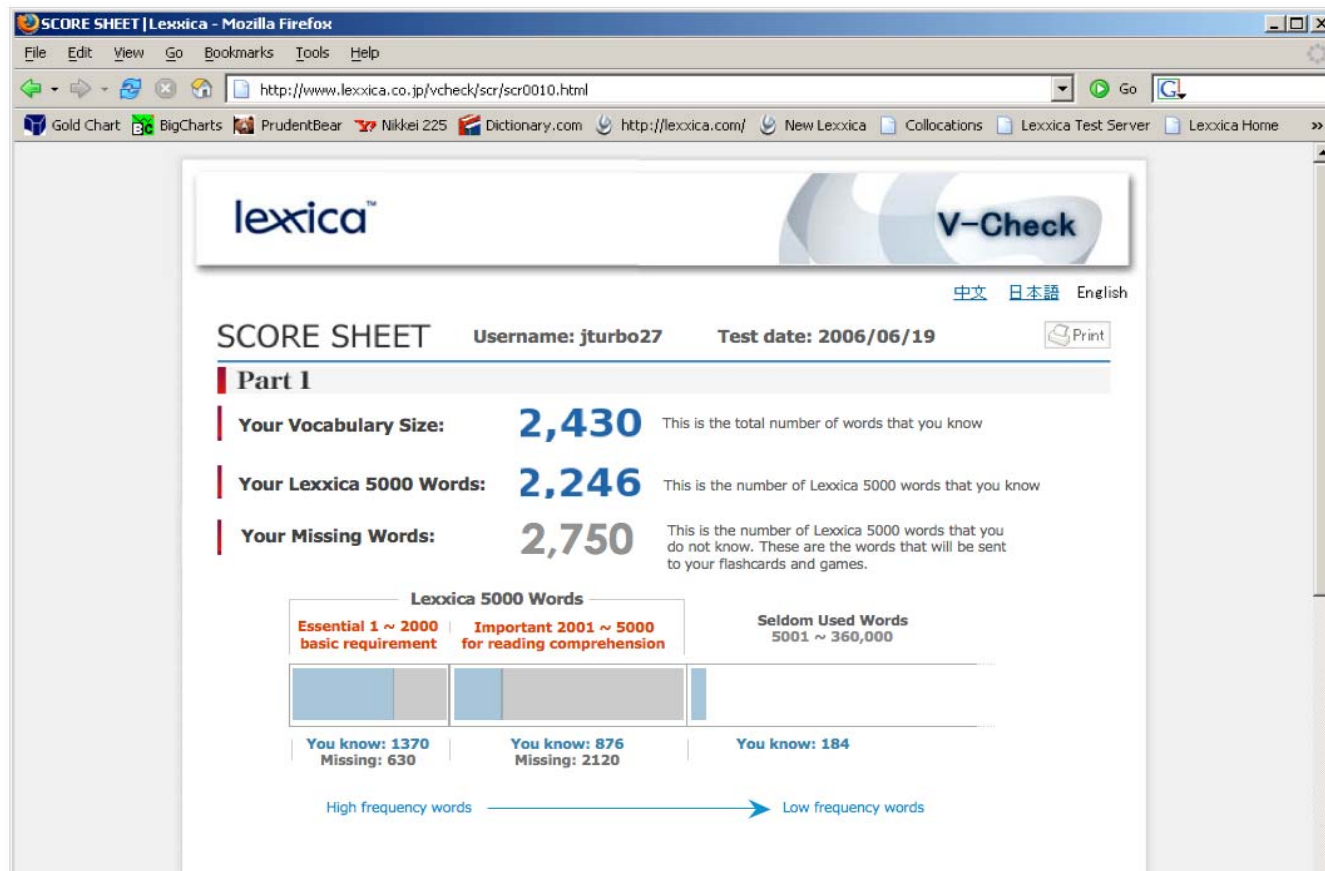 SCORE SHEET | Lexxica - Mozilla Firefox
File Edit View Go Bookmarks Tools Help
http://www.lexxica.co.jp/vcheck/scr/scr0010.html Go G
Gold Chart BigCharts PrudentBear Nikkei 225 Dictionary.com http://lexxica.com/ New Lexxica Collocations Lexxica Test Server Lexxica Home »
lexxica™ V-Check
中文 日本語 English
SCORE SHEET Username: jturbo27 Test date: 2006/06/19 Print
Part 1
Your Vocabulary Size: 2,430 This is the total number of words that you know
Your Lexxica 5000 Words: 2,246 This is the number of Lexxica 5000 words that you know
Your Missing Words: 2,750 This is the number of Lexxica 5000 words that you
do not know. These are the words that will be sent
to your flashcards and games.
Lexxica 5000 Words
Essential 1 ~ 2000 Important 2001 ~ 5000 Seldom Used Words
basic requirement for reading comprehension 5001 ~ 360,000
You know: 1370 You know: 876 You know: 184
Missing: 630 Missing: 2120
High frequency words Low frequency words